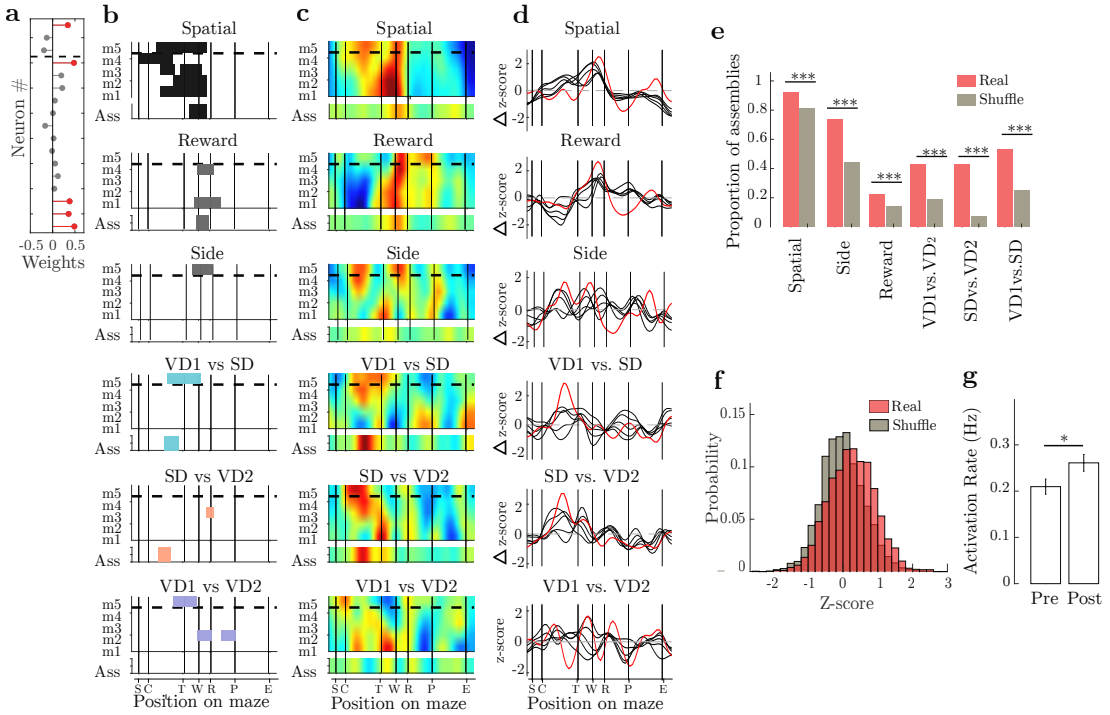 a
Neuron #
-0.5 0 0.5
Weights
b
Spatial
m5
m4
m3
m2
m1
Ass
Reward
m5
m4
m3
m2
m1
Ass
Side
m5
m4
m3
m2
m1
Ass
VD1 vs SD
m5
m4
m3
m2
m1
Ass
SD vs VD2
m5
m4
m3
m2
m1
Ass
VD1 vs VD2
m5
m4
m3
m2
m1
Ass
S C T W R P E
Position on maze
c
Spatial
m5
m4
m3
m2
m1
Ass
Reward
m5
m4
m3
m2
m1
Ass
Side
m5
m4
m3
m2
m1
Ass
VD1 vs SD
m5
m4
m3
m2
m1
Ass
SD vs VD2
m5
m4
m3
m2
m1
Ass
VD1 vs VD2
m5
m4
m3
m2
m1
Ass
S C T W R P E
Position on maze
d
Spatial
Δ z-score
2
0
-2
Reward
Δ z-score
2
0
-2
Side
Δ z-score
2
0
-2
VD1 vs. SD
Δ z-score
2
0
-2
SD vs. VD2
Δ z-score
2
0
-2
VD1 vs. VD2
z-score
2
0
-2
S C T W R P E
Position on maze
e
Proportion of assemblies
1
0.8
0.6
0.4
0.2
0
Real
Shuffle
***
***
***
***
***
***
Spatial
Side
Reward
VD1 vs.VD2
SDvs.VD2
VD1vs.SD
f
Real
Shuffle
Probability
0.15
0.1
0.05
0
-2 -1 0 1 2 3
Z-score
g
Activation Rate (Hz)
0.3
0.2
0
*
Pre Post